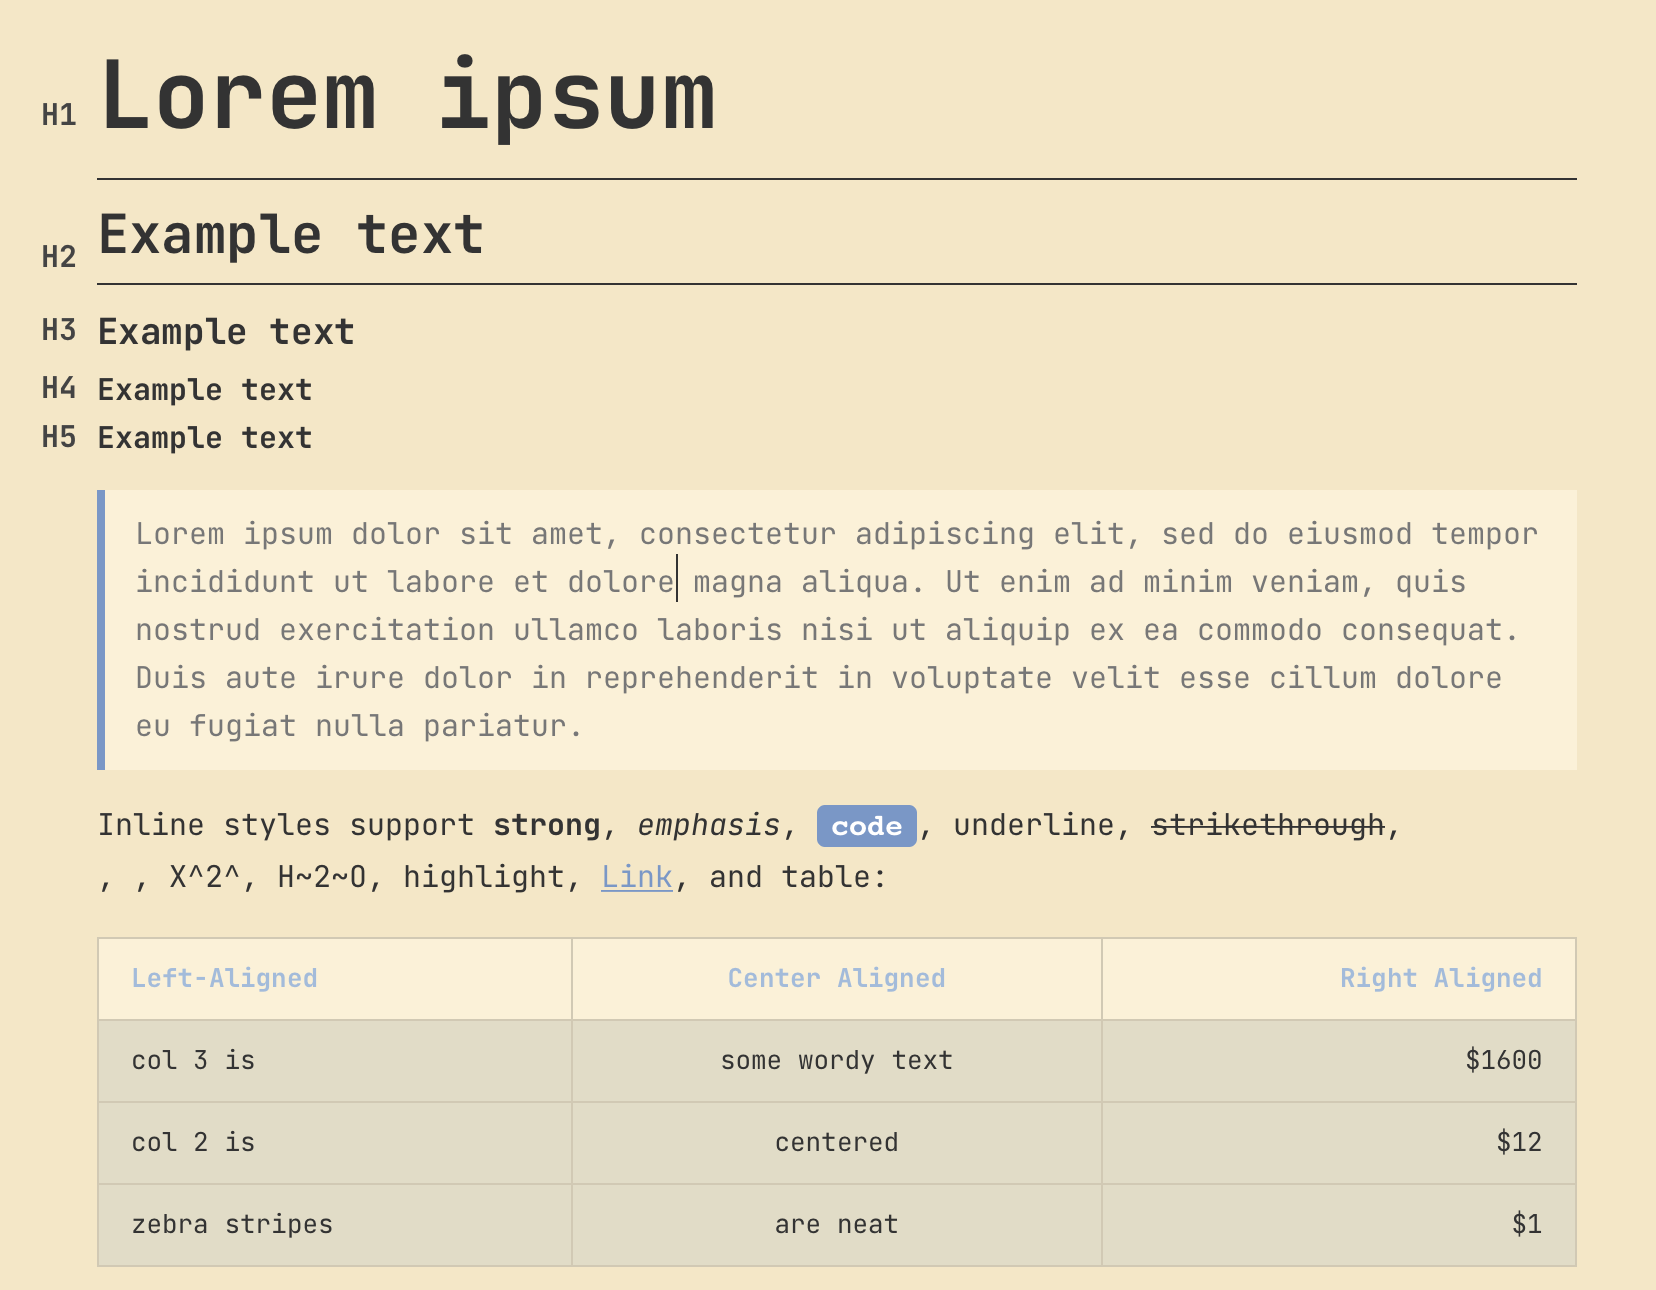 H1 Lorem ipsum
H2 Example text
H3 Example text
H4 Example text
H5 Example text
Lorem ipsum dolor sit amet, consectetur adipiscing elit, sed do eiusmod tempor
incididunt ut labore et dolore magna aliqua. Ut enim ad minim veniam, quis
nostrud exercitation ullamco laboris nisi ut aliquip ex ea commodo consequat.
Duis aute irure dolor in reprehenderit in voluptate velit esse cillum dolore
eu fugiat nulla pariatur.
Inline styles support strong, emphasis, code, underline, strikethrough,
, , X^2^, H~2~O, highlight, Link, and table:
Left-Aligned Center Aligned Right Aligned
col 3 is some wordy text $1600
col 2 is centered $12
zebra stripes are neat $1